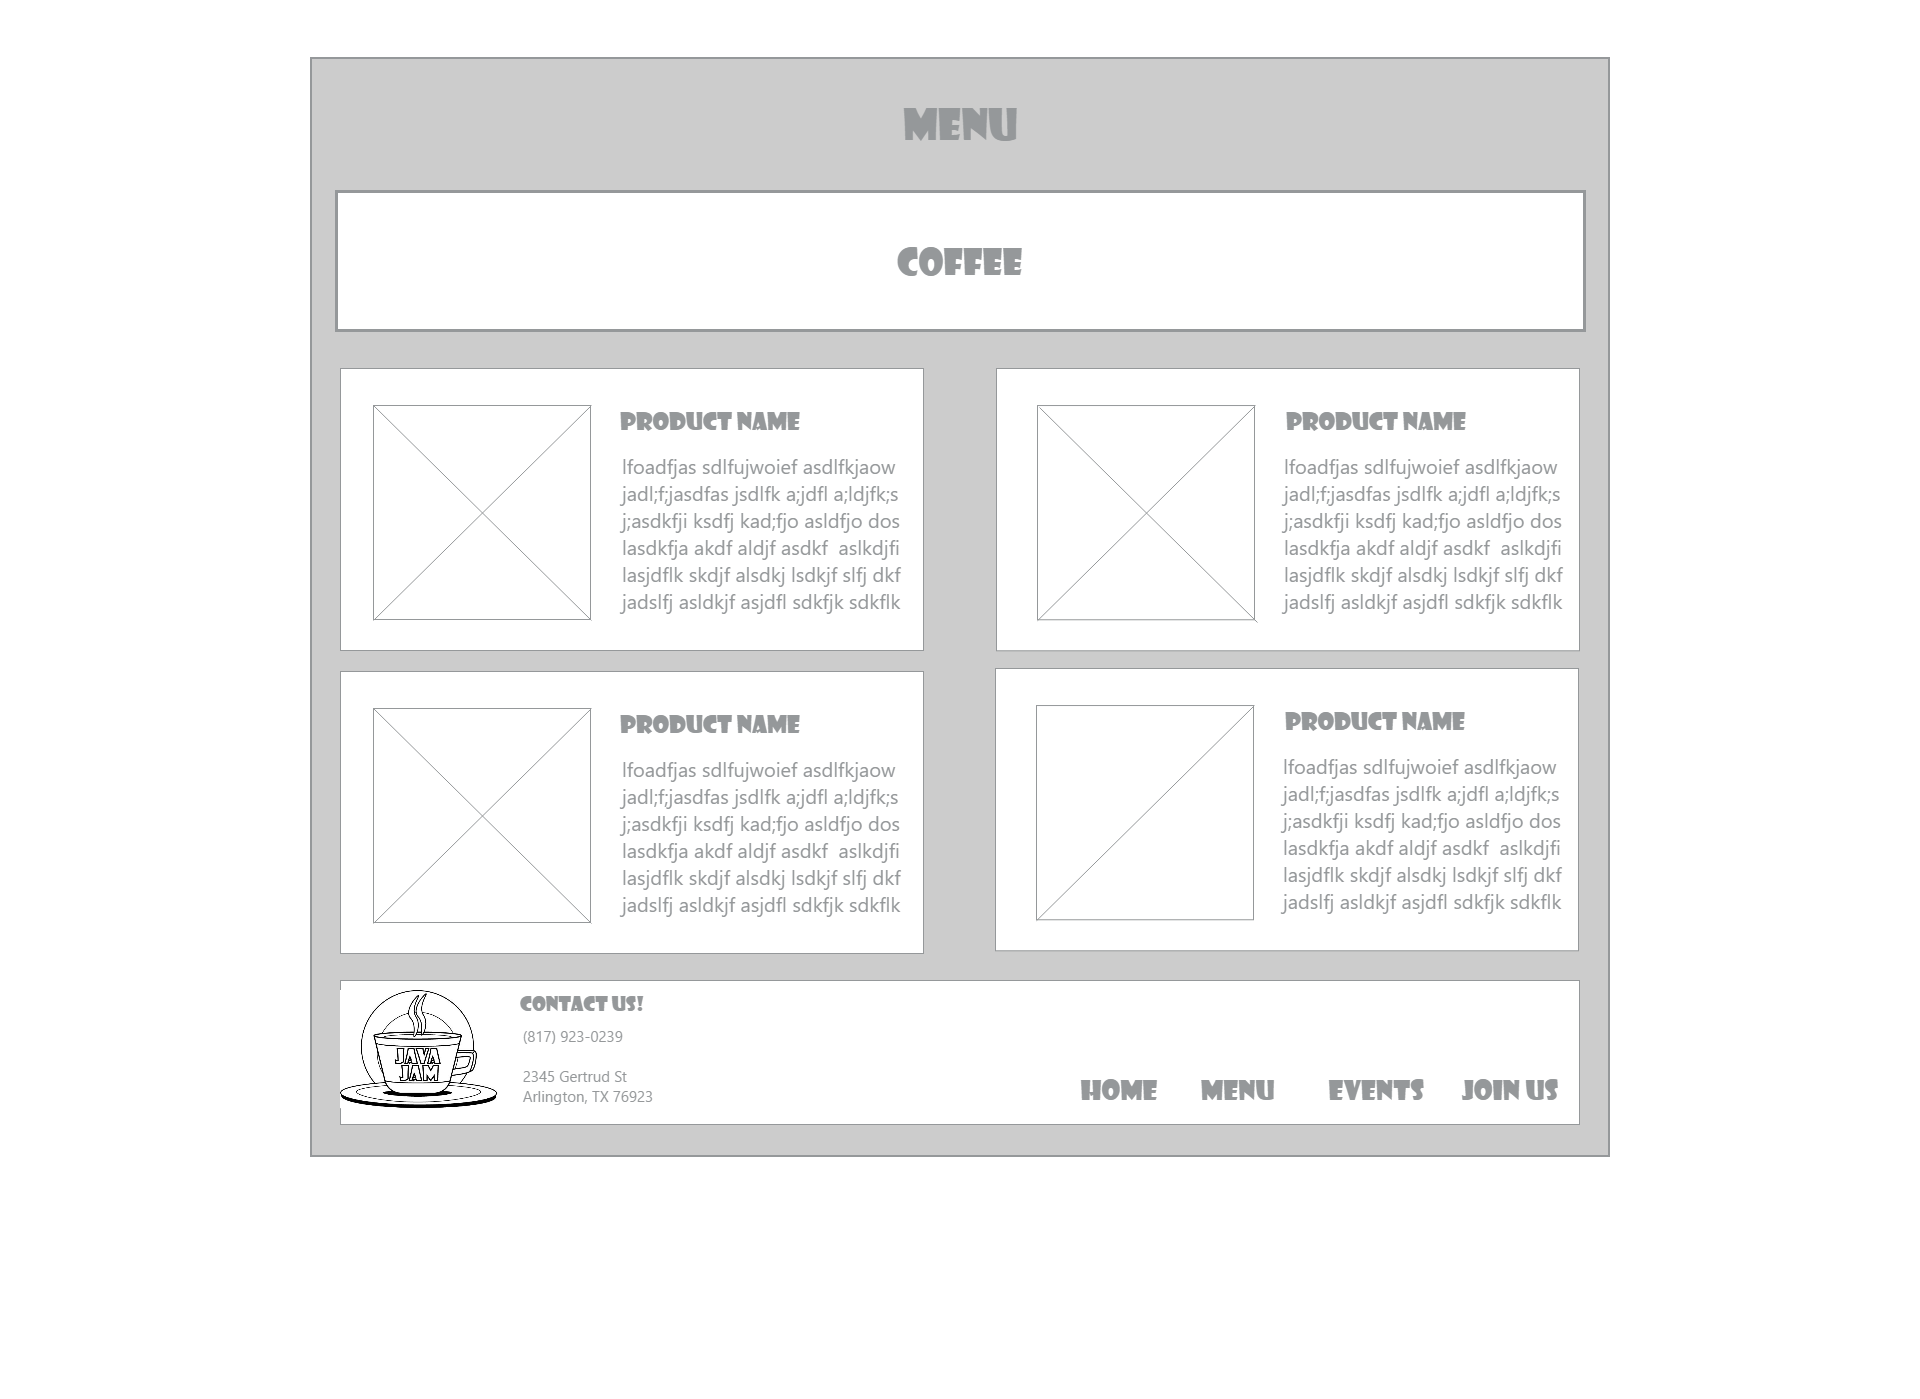 MENU
COFFEE
PRODUCT NAME
lfoadfjas sdlfujwoief asdlfkjaow
jadl;f;jasdfas jsdlfk a;jdfl a;ldjfk;s
j;asdkfji ksdfj kad;fjo asldfjo dos
lasdkfja akdf aldjf asdkf  aslkdjfi
lasjdflk skdjf alsdkj lsdkjf slfj dkf
jadslfj asldkjf asjdfl sdkfjk sdkflk
PRODUCT NAME
lfoadfjas sdlfujwoief asdlfkjaow
jadl;f;jasdfas jsdlfk a;jdfl a;ldjfk;s
j;asdkfji ksdfj kad;fjo asldfjo dos
lasdkfja akdf aldjf asdkf  aslkdjfi
lasjdflk skdjf alsdkj lsdkjf slfj dkf
jadslfj asldkjf asjdfl sdkfjk sdkflk
PRODUCT NAME
lfoadfjas sdlfujwoief asdlfkjaow
jadl;f;jasdfas jsdlfk a;jdfl a;ldjfk;s
j;asdkfji ksdfj kad;fjo asldfjo dos
lasdkfja akdf aldjf asdkf  aslkdjfi
lasjdflk skdjf alsdkj lsdkjf slfj dkf
jadslfj asldkjf asjdfl sdkfjk sdkflk
PRODUCT NAME
lfoadfjas sdlfujwoief asdlfkjaow
jadl;f;jasdfas jsdlfk a;jdfl a;ldjfk;s
j;asdkfji ksdfj kad;fjo asldfjo dos
lasdkfja akdf aldjf asdkf  aslkdjfi
lasjdflk skdjf alsdkj lsdkjf slfj dkf
jadslfj asldkjf asjdfl sdkfjk sdkflk
JAVA
JAM
CONTACT US!
(817) 923-0239
2345 Gertrud St
Arlington, TX 76923
HOME MENU EVENTS JOIN US